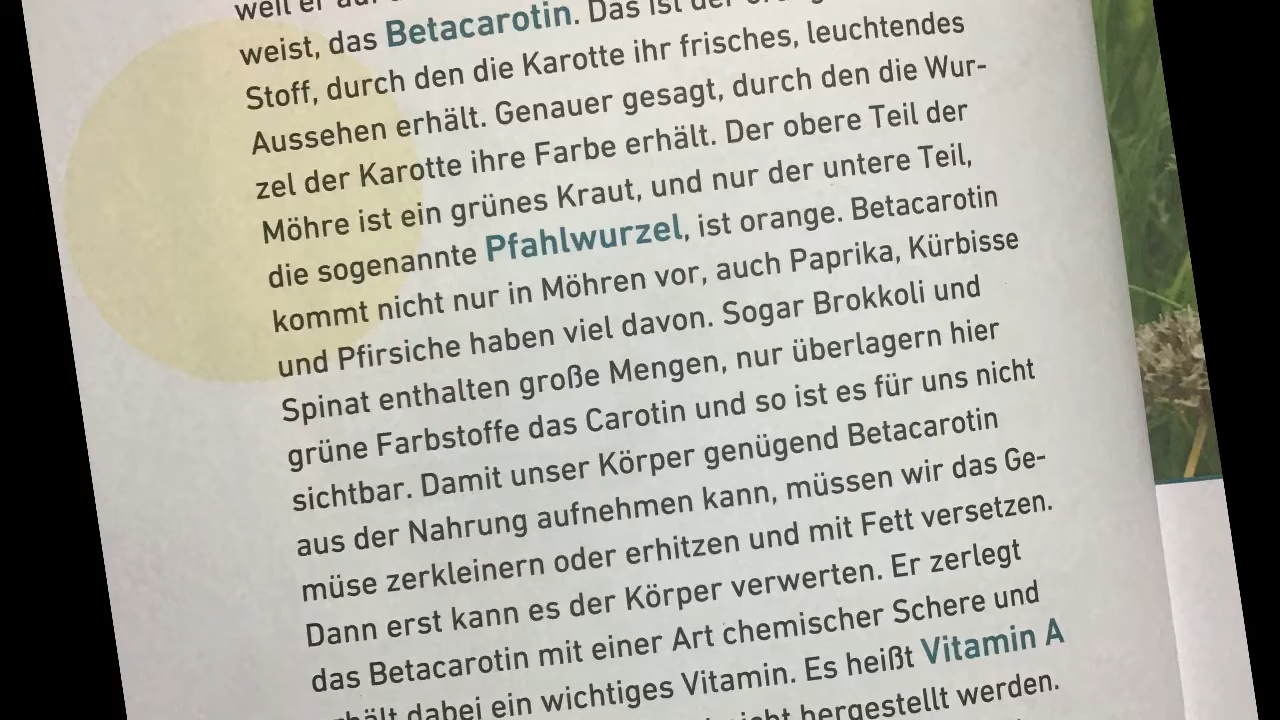 weist, das Betacarotin. Das ist der
Stoff, durch den die Karotte ihr frisches, leuchtendes
Aussehen erhält. Genauer gesagt, durch den die Wur-
zel der Karotte ihre Farbe erhält. Der obere Teil der
Möhre ist ein grünes Kraut, und nur der untere Teil,
die sogenannte Pfahlwurzel, ist orange. Betacarotin
kommt nicht nur in Möhren vor, auch Paprika, Kürbisse
und Pfirsiche haben viel davon. Sogar Brokkoli und
Spinat enthalten große Mengen, nur überlagern hier
grüne Farbstoffe das Carotin und so ist es für uns nicht
sichtbar. Damit unser Körper genügend Betacarotin
aus der Nahrung aufnehmen kann, müssen wir das Ge-
müse zerkleinern oder erhitzen und mit Fett versetzen.
Dann erst kann es der Körper verwerten. Er zerlegt
das Betacarotin mit einer Art chemischer Schere und
dabei ein wichtiges Vitamin. Es heißt Vitamin A
hergestellt werden.